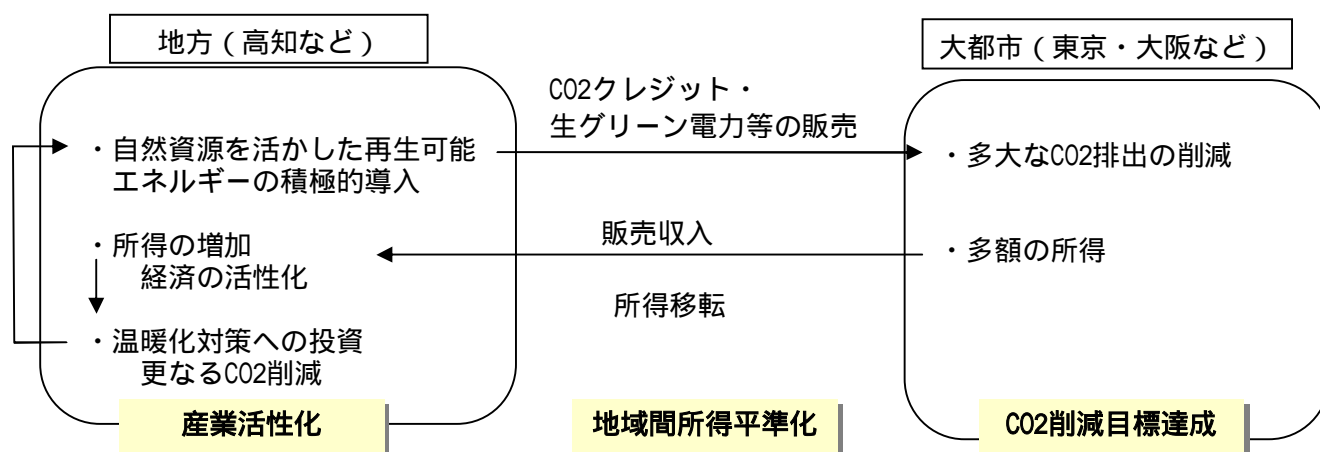 地方（高知など）
大都市（東京・大阪など）
CO2クレジット・
生グリーン電力等の販売
・自然資源を活かした再生可能
エネルギーの積極的導入
・多大なCO2排出の削減
・所得の増加
経済の活性化
販売収入
・多額の所得
所得移転
・温暖化対策への投資
更なるCO2削減
産業活性化
地域間所得平準化
CO2削減目標達成